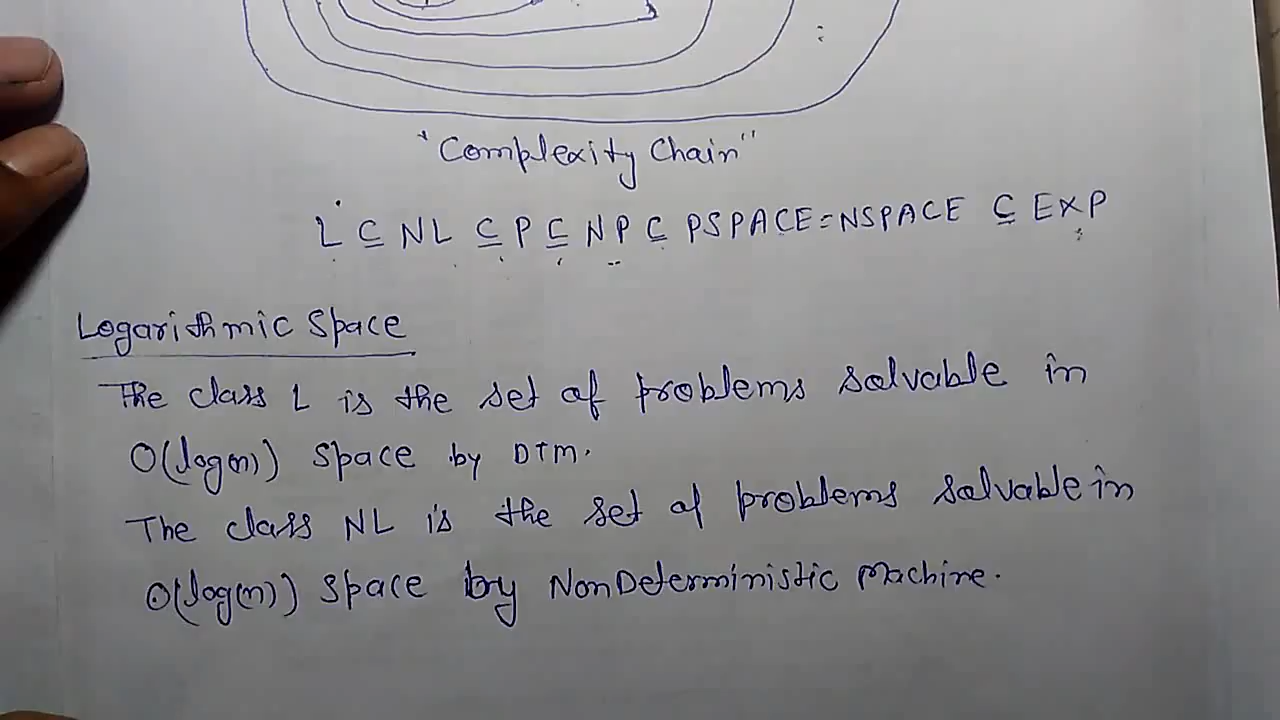 "Complexity Chain"
L ⊆ NL ⊆ P ⊆ NP ⊆ PSPACE = NSPACE ⊆ EXP
Logarithmic Space
The class L is the set of problems solvable in
O(log(n)) space by DTM.
The class NL is the set of problems solvable in
O(log(n)) space by NonDeterministic Machine.